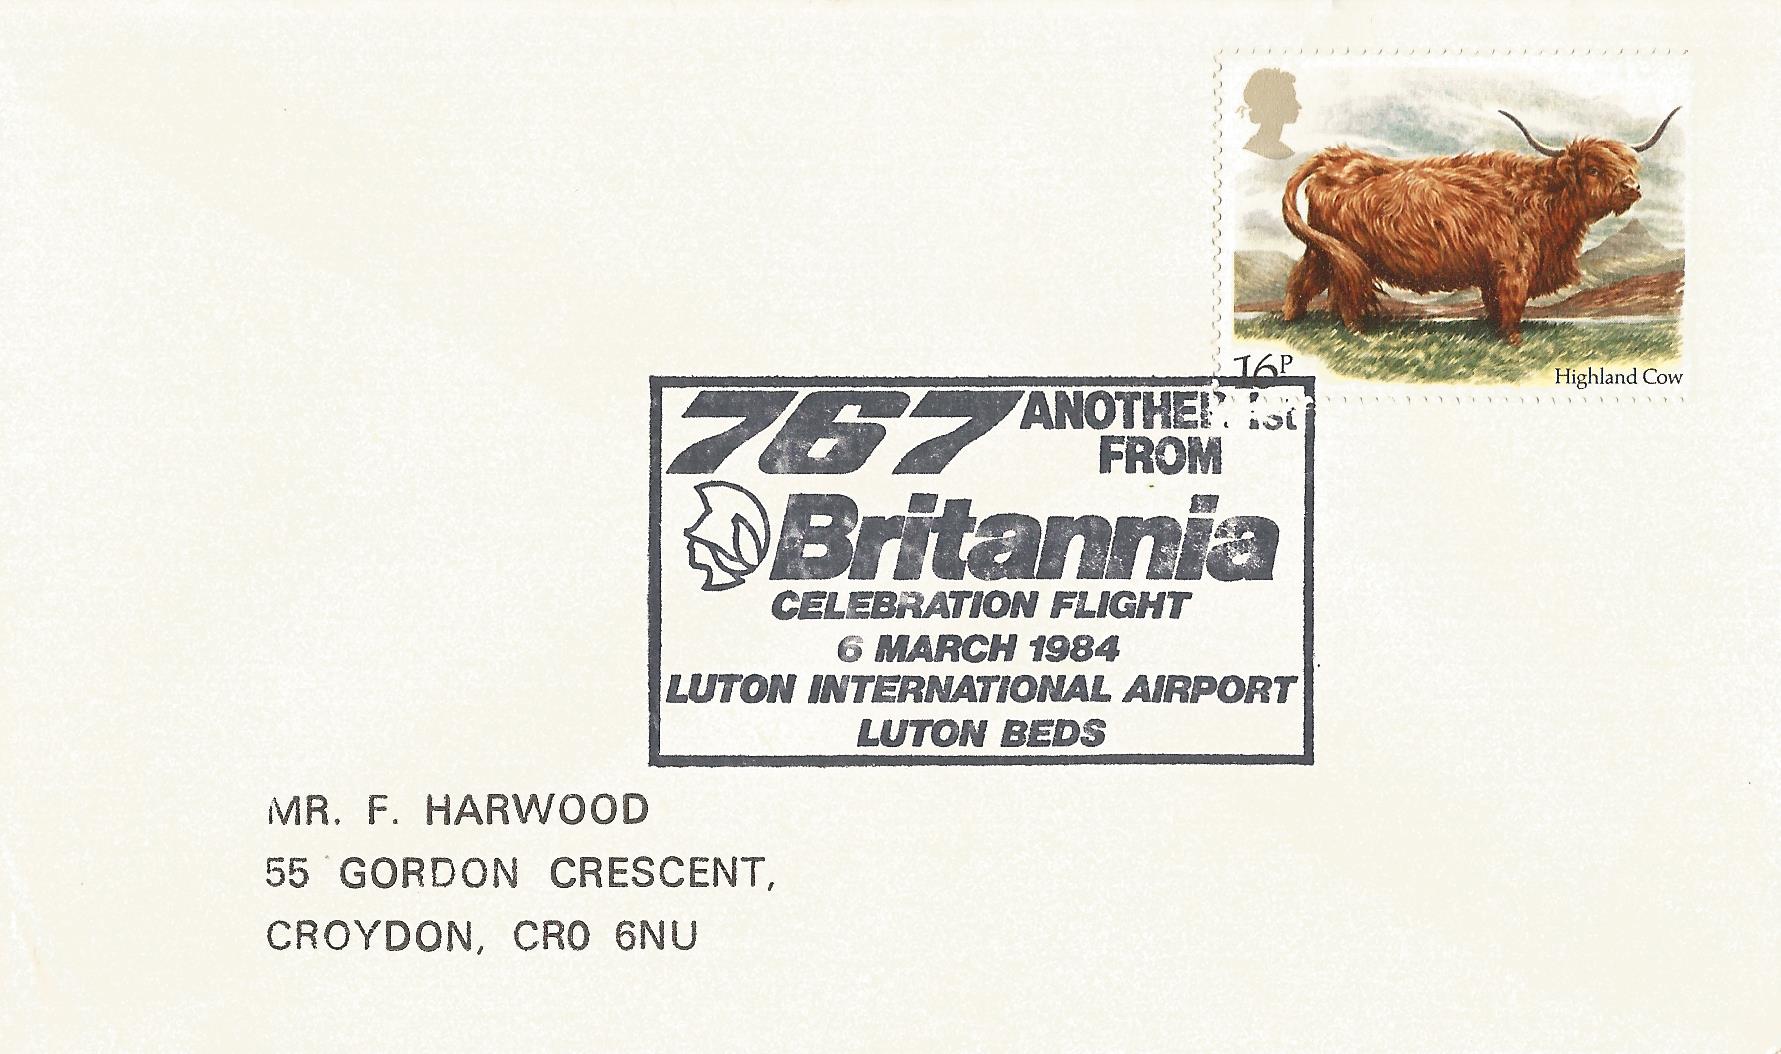 16P
Highland Cow
767 ANOTHER 1st
FROM
Britannia
CELEBRATION FLIGHT
6 MARCH 1984
LUTON INTERNATIONAL AIRPORT
LUTON BEDS
MR. F. HARWOOD
55 GORDON CRESCENT,
CROYDON, CR0 6NU